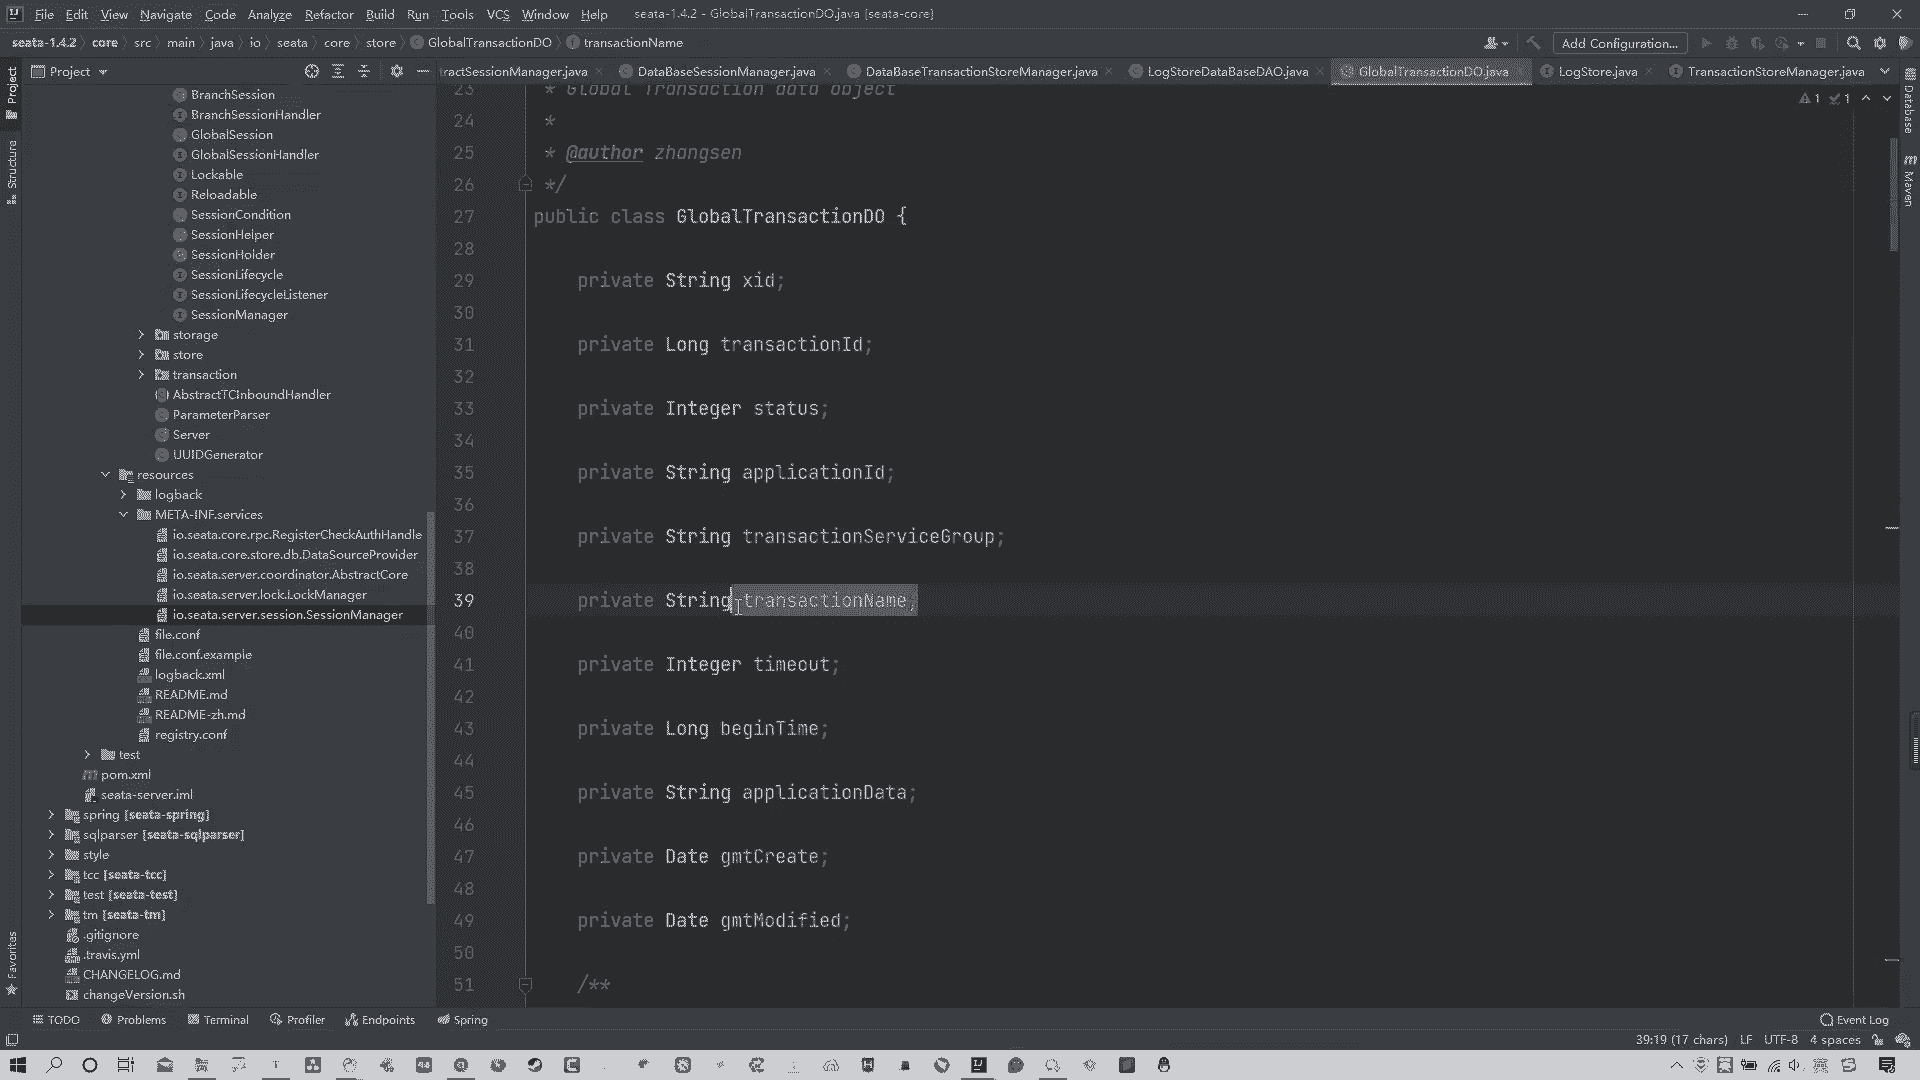 File Edit View Navigate Code Analyze Refactor Build Run Tools VCS Window Help seata-1.4.2 - GlobalTransactionDO.java [seata-core]
seata-1.4.2 core src main java io seata core store GlobalTransactionDO transactionName Add Configuration...
Project
tractSessionManager.java DataBaseSessionManager.java DataBaseTransactionStoreManager.java LogStoreDataBaseDAO.java GlobalTransactionDO.java LogStore.java TransactionStoreManager.java
Project
Structure
Favorites
Database
Maven
BranchSession
BranchSessionHandler
GlobalSession
GlobalSessionHandler
Lockable
Reloadable
SessionCondition
SessionHelper
SessionHolder
SessionLifecycle
SessionLifecycleListener
SessionManager
storage
store
transaction
AbstractTCInboundHandler
ParameterParser
Server
UUIDGenerator
resources
logback
META-INF.services
io.seata.core.rpc.RegisterCheckAuthHandle
io.seata.core.store.db.DataSourceProvider
io.seata.server.coordinator.AbstractCore
io.seata.server.lock.LockManager
io.seata.server.session.SessionManager
file.conf
file.conf.example
logback.xml
README.md
README-zh.md
registry.conf
test
pom.xml
seata-server.iml
spring [seata-spring]
sqlparser [seata-sqlparser]
style
tcc [seata-tcc]
test [seata-test]
tm [seata-tm]
.gitignore
.travis.yml
CHANGELOG.md
changeVersion.sh
1 1
23 * Global Transaction data object
24 *
25 * @author zhangsen
26 */
27 public class GlobalTransactionDO {
28
29 private String xid;
30
31 private Long transactionId;
32
33 private Integer status;
34
35 private String applicationId;
36
37 private String transactionServiceGroup;
38
39 private String transactionName;
40
41 private Integer timeout;
42
43 private Long beginTime;
44
45 private String applicationData;
46
47 private Date gmtCreate;
48
49 private Date gmtModified;
50
51 /**
TODO Problems Terminal Profiler Endpoints Spring Event Log
39:19 (17 chars) LF UTF-8 4 spaces